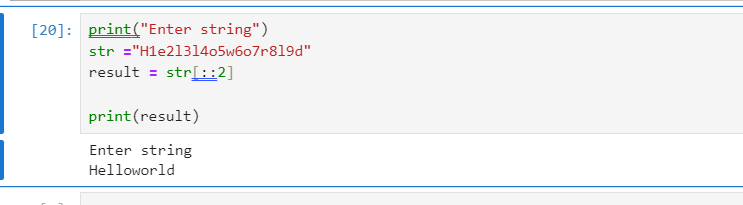 [20]: print("Enter string")
str ="H1e2l3l4o5w6o7r8l9d"
result = str[::2]
print(result)
Enter string
Helloworld